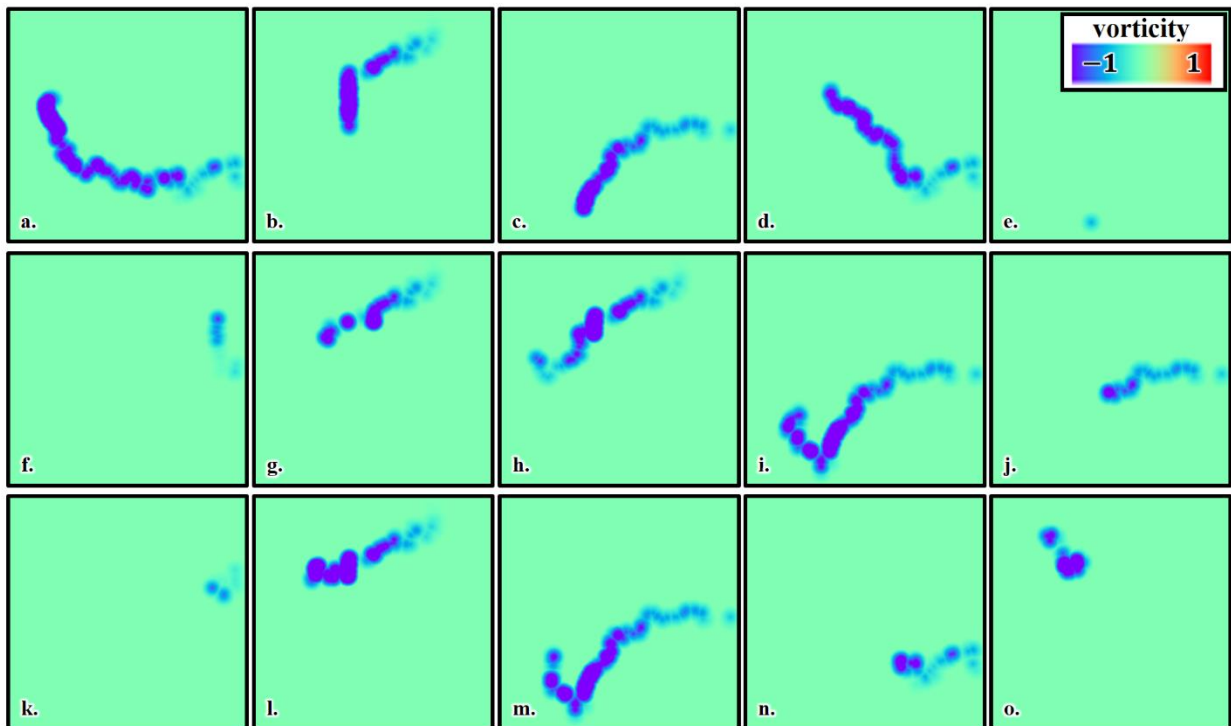 vorticity
−1 1
a. b. c. d. e.
f. g. h. i. j.
k. l. m. n. o.